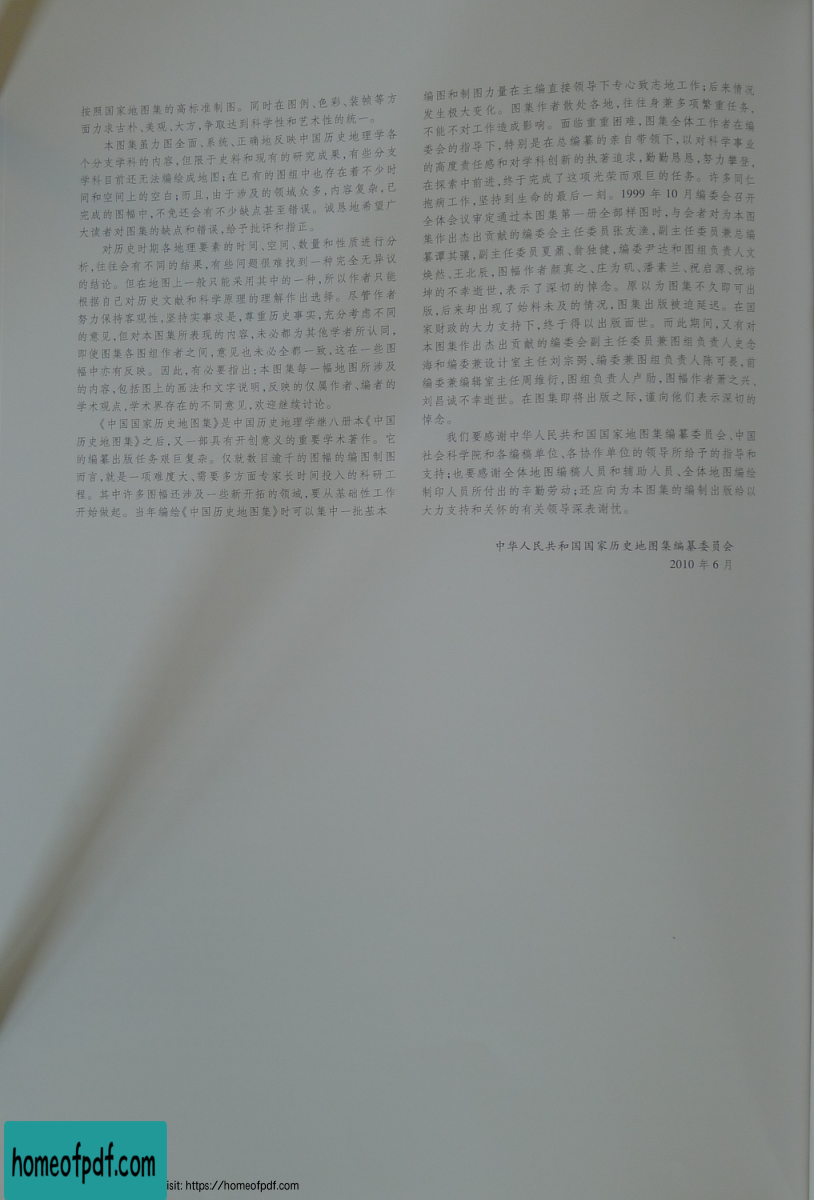 按照国家地图集的高标准制图。同时在图例、色彩、装帧等方
面力求古朴、美观、大方,争取达到科学性和艺术性的统一。
本图集虽力图全面、系统、正确地反映中国历史地理学各
个分支学科的内容,但限于史料和现有的研究成果,有些分支
学科目前还无法编绘成地图;在已有的图组中也存在着不少时
间和空间上的空白;而且,由于涉及的领域众多,内容复杂,已
完成的图幅中,不免还会有不少缺点甚至错误。诚恳地希望广
大读者对图集的缺点和错误,给予批评和指正。
对历史时期各地理要素的时间、空间、数量和性质进行分
析,往往会有不同的结果,有些问题很难找到一种完全无异议
的结论。但在地图上一般只能采用其中的一种,所以作者只能
根据自己对历史文献和科学原理的理解作出选择。尽管作者
努力保持客观性,坚持实事求是,尊重历史事实,充分考虑不同
的意见,但对本图集所表现的内容,未必都为其他学者所认同,
即使图集各图组作者之间,意见也未必全都一致,这在一些图
幅中亦有反映。因此,有必要指出:本图集每一幅地图所涉及
的内容,包括图上的画法和文字说明,反映的仅属作者、编者的
学术观点,学术界存在的不同意见,欢迎继续讨论。
《中国国家历史地图集》是中国历史地理学继八册本《中国
历史地图集》之后,又一部具有开创意义的重要学术著作。它
的编纂出版任务艰巨复杂。仅就数目逾千的图幅的编图制图
而言,就是一项难度大、需要多方面专家长时间投入的科研工
程。其中许多图幅还涉及一些新开拓的领域,要从基础性工作
开始做起。当年编绘《中国历史地图集》时可以集中一批基本
编图和制图力量在主编直接领导下专心致志地工作;后来情况
发生极大变化。图集作者散处各地,往往身兼多项繁重任务,
不能不对工作造成影响。面临重重困难,图集全体工作者在编
委会的指导下,特别是在总编纂的亲自带领下,以对科学事业
的高度责任感和对学科创新的执著追求,勤勤恳恳,努力攀登,
在探索中前进,终于完成了这项光荣而艰巨的任务。许多同仁
抱病工作,坚持到生命的最后一刻。1999 年 10 月编委会召开
全体会议审定通过本图集第一册全部样图时,与会者对为本图
集作出杰出贡献的编委会主任委员张友渔,副主任委员兼总编
纂谭其骧,副主任委员夏鼐、翁独健,编委尹达和图组负责人文
焕然、王北辰,图幅作者颜真之、庄为玑、潘素兰、祝启源、祝培
坤的不幸逝世,表示了深切的悼念。原以为图集不久即可出
版,后来却出现了始料未及的情况,图集出版被迫延迟。在国
家财政的大力支持下,终于得以出版面世。而此期间,又有对
本图集作出杰出贡献的编委会副主任委员兼图组负责人史念
海和编委兼设计室主任刘宗弼、编委兼图组负责人陈可畏,前
编委兼编辑室主任周维衍,图组负责人卢勋,图幅作者萧之兴、
刘昌诚不幸逝世。在图集即将出版之际,谨向他们表示深切的
悼念。
我们要感谢中华人民共和国国家地图集编纂委员会、中国
社会科学院和各编稿单位、各协作单位的领导所给予的指导和
支持;也要感谢全体地图编稿人员和辅助人员、全体地图编绘
制印人员所付出的辛勤劳动;还应向为本图集的编制出版给以
大力支持和关怀的有关领导深表谢忱。
中华人民共和国国家历史地图集编纂委员会
2010 年 6 月
homeofpdf.com
isit: https://homeofpdf.com